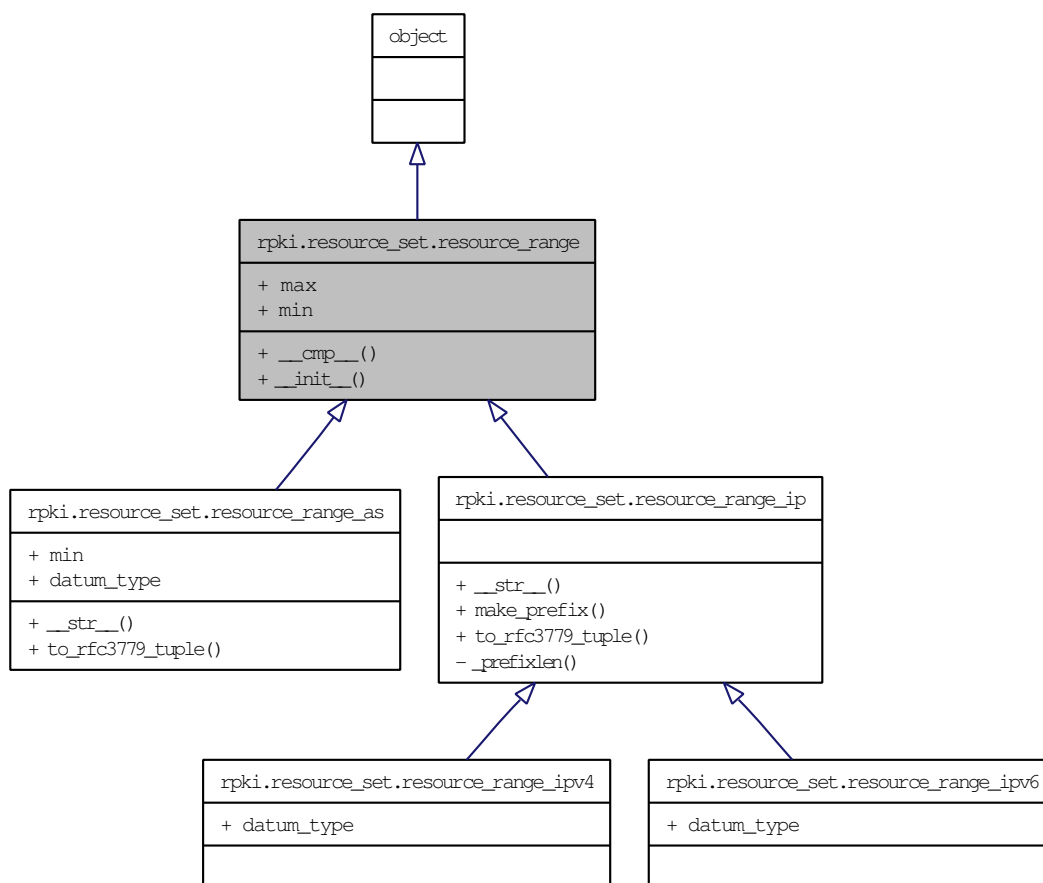 object
rpki.resource_set.resource_range
+ max
+ min
+ __cmp__()
+ __init__()
rpki.resource_set.resource_range_as
+ min
+ datum_type
+ __str__()
+ to_rfc3779_tuple()
rpki.resource_set.resource_range_ip
+ __str__()
+ make_prefix()
+ to_rfc3779_tuple()
- _prefixlen()
rpki.resource_set.resource_range_ipv4
+ datum_type
rpki.resource_set.resource_range_ipv6
+ datum_type